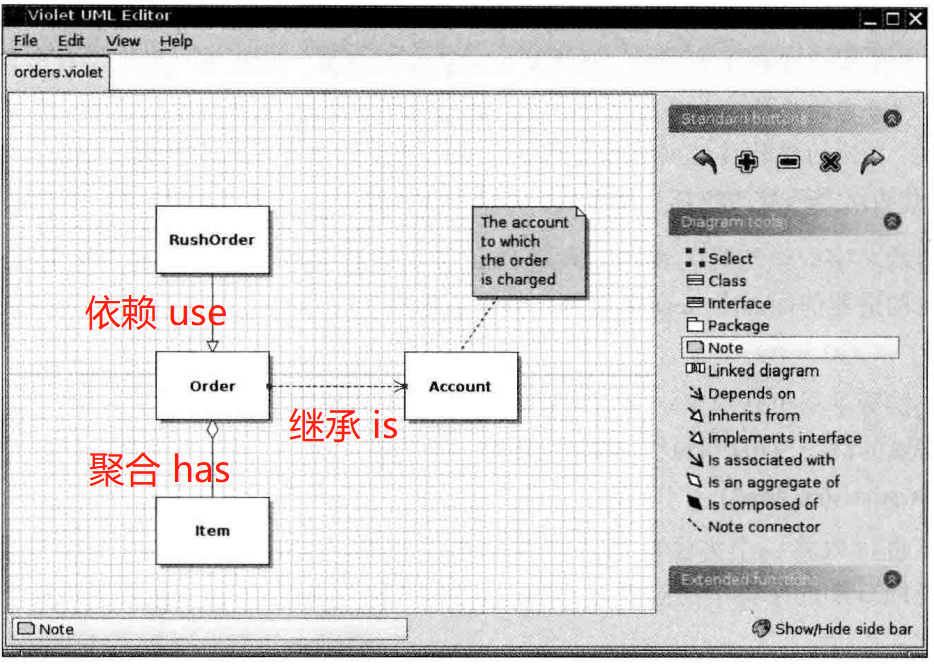 Violet UML Editor
File Edit View Help
orders.violet
Standard buttons
Diagram tools
Select
Class
Interface
Package
Note
Linked diagram
Depends on
Inherits from
Implements interface
Is associated with
Is an aggregate of
Is composed of
Note connector
Extended function
RushOrder
The account
to which
the order
is charged
依赖 use
Order
Account
继承 is
聚合 has
Item
Note
Show/Hide side bar